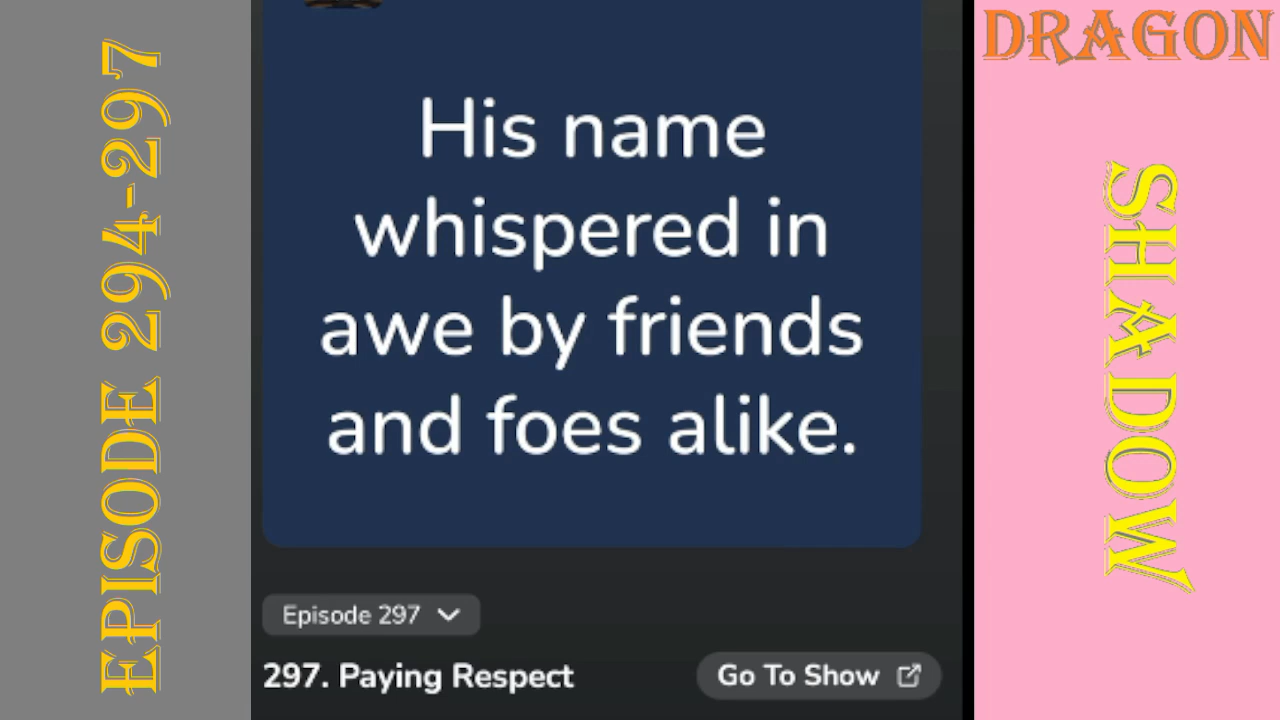 EPISODE 294-297
His name
whispered in
awe by friends
and foes alike.
Episode 297
297. Paying Respect
Go To Show
DRAGON
SHADOW